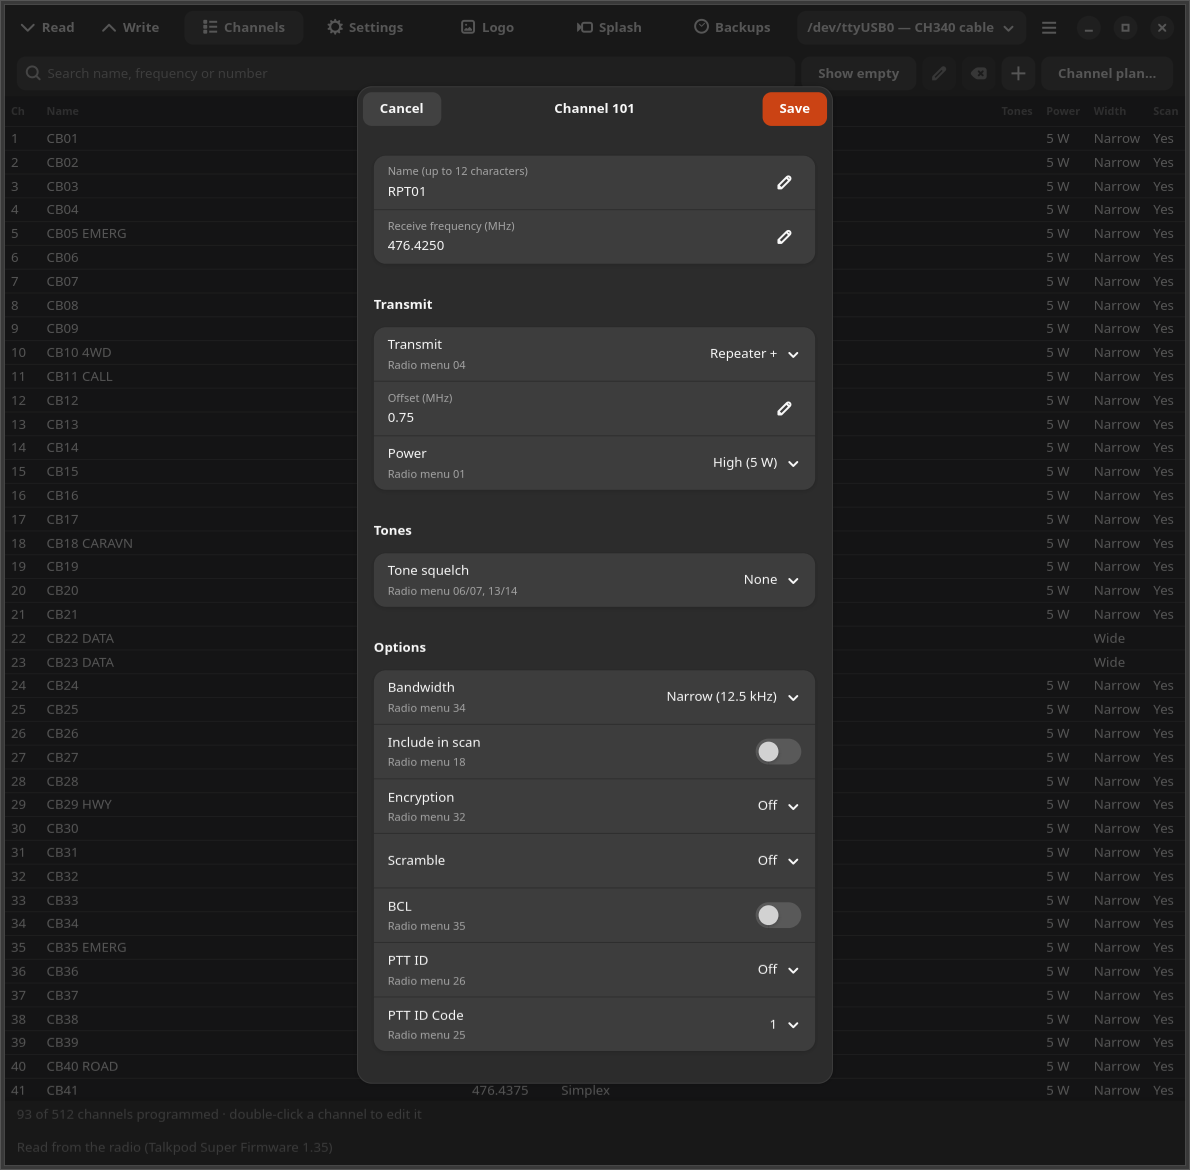 Read Write Channels Settings Logo Splash Backups /dev/ttyUSB0 — CH340 cable
Search name, frequency or number Show empty Channel plan...
Cancel Channel 101 Save
Ch Name Tones Power Width Scan
1 CB01 5 W Narrow Yes
2 CB02 5 W Narrow Yes
3 CB03 5 W Narrow Yes
4 CB04 5 W Narrow Yes
5 CB05 EMERG 5 W Narrow Yes
6 CB06 5 W Narrow Yes
7 CB07 5 W Narrow Yes
8 CB08 5 W Narrow Yes
9 CB09 5 W Narrow Yes
10 CB10 4WD 5 W Narrow Yes
11 CB11 CALL 5 W Narrow Yes
12 CB12 5 W Narrow Yes
13 CB13 5 W Narrow Yes
14 CB14 5 W Narrow Yes
15 CB15 5 W Narrow Yes
16 CB16 5 W Narrow Yes
17 CB17 5 W Narrow Yes
18 CB18 CARAVN 5 W Narrow Yes
19 CB19 5 W Narrow Yes
20 CB20 5 W Narrow Yes
21 CB21 5 W Narrow Yes
22 CB22 DATA Wide
23 CB23 DATA Wide
24 CB24 5 W Narrow Yes
25 CB25 5 W Narrow Yes
26 CB26 5 W Narrow Yes
27 CB27 5 W Narrow Yes
28 CB28 5 W Narrow Yes
29 CB29 HWY 5 W Narrow Yes
30 CB30 5 W Narrow Yes
31 CB31 5 W Narrow Yes
32 CB32 5 W Narrow Yes
33 CB33 5 W Narrow Yes
34 CB34 5 W Narrow Yes
35 CB35 EMERG 5 W Narrow Yes
36 CB36 5 W Narrow Yes
37 CB37 5 W Narrow Yes
38 CB38 5 W Narrow Yes
39 CB39 5 W Narrow Yes
40 CB40 ROAD 5 W Narrow Yes
41 CB41 476.4375 Simplex 5 W Narrow Yes
Name (up to 12 characters)
RPT01
Receive frequency (MHz)
476.4250
Transmit
Transmit
Radio menu 04
Repeater +
Offset (MHz)
0.75
Power
Radio menu 01
High (5 W)
Tones
Tone squelch
Radio menu 06/07, 13/14
None
Options
Bandwidth
Radio menu 34
Narrow (12.5 kHz)
Include in scan
Radio menu 18
Encryption
Radio menu 32
Off
Scramble
Off
BCL
Radio menu 35
PTT ID
Radio menu 26
Off
PTT ID Code
Radio menu 25
1
93 of 512 channels programmed · double-click a channel to edit it
Read from the radio (Talkpod Super Firmware 1.35)